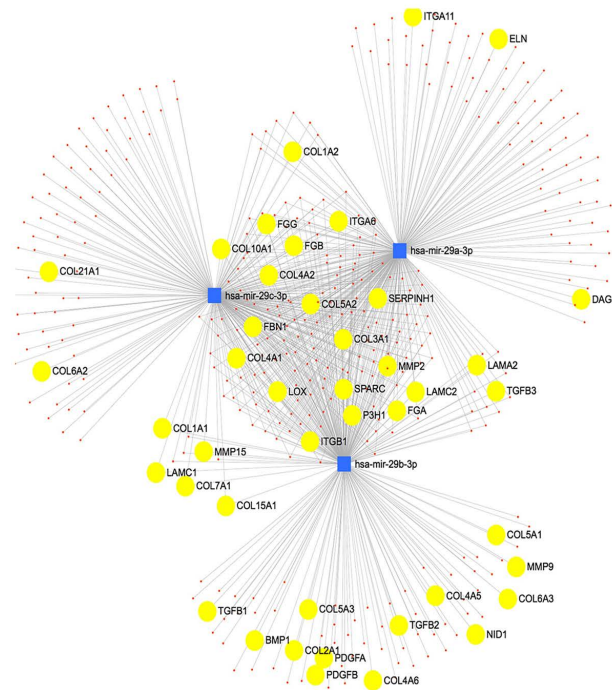 ITGA11
ELN
COL1A2
ITGA6
FGG
COL10A1
FGB
hsa-mir-29a-3p
COL21A1
COL4A2
hsa-mir-29c-3p
SERPINH1
DAG
COL5A2
FBN1
COL3A1
COL4A1
MMP2
LAMA2
COL6A2
LOX
SPARC
LAMC2
TGFB3
P3H1
FGA
COL1A1
ITGB1
MMP15
hsa-mir-29b-3p
LAMC1
COL7A1
COL15A1
COL5A1
MMP9
COL4A5
COL6A3
TGFB1
COL5A3
TGFB2
NID1
BMP1
COL2A1
PDGFA
PDGFB
COL4A6